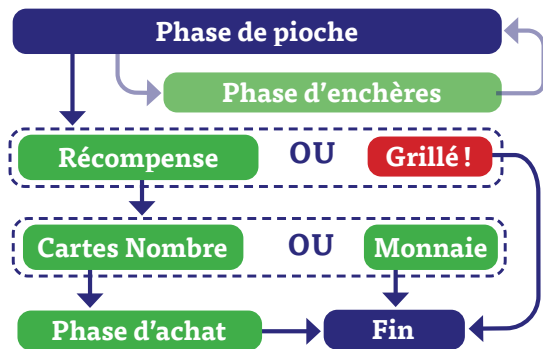 Phase de pioche
Phase d'enchères
Récompense OU Grillé !
Cartes Nombre OU Monnaie
Phase d'achat Fin